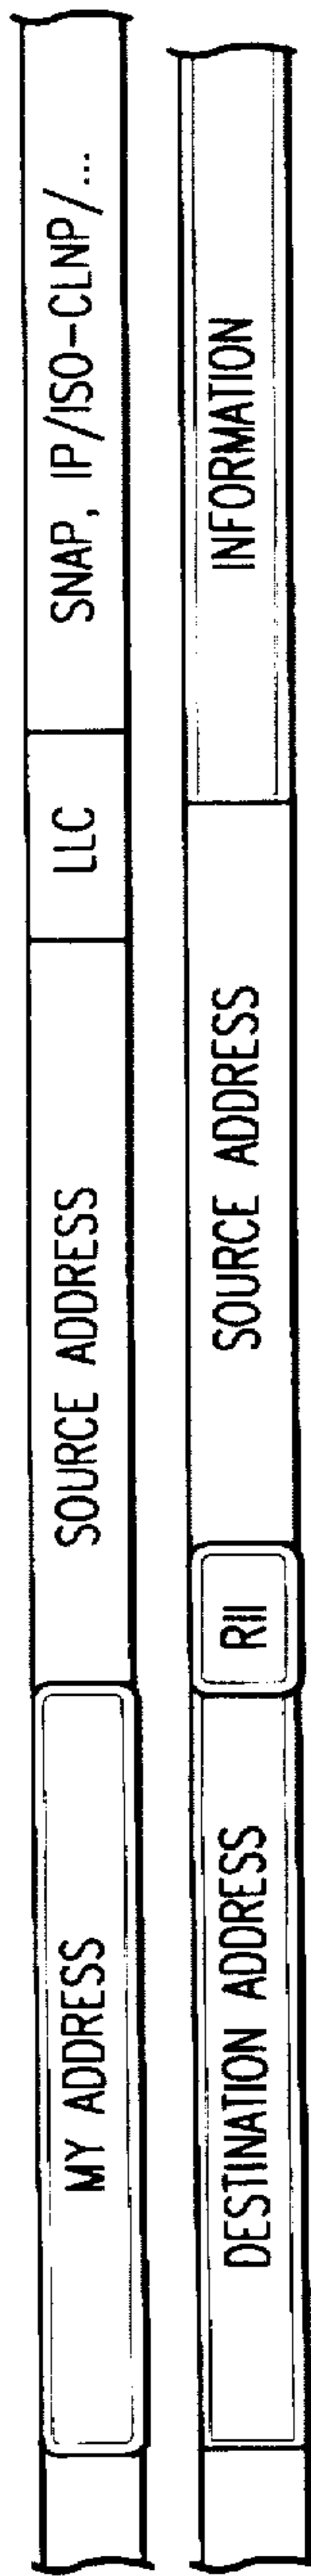 MY ADDRESS SOURCE ADDRESS LLC SNAP, IP/ISO-CLNP/...
DESTINATION ADDRESS RII SOURCE ADDRESS INFORMATION